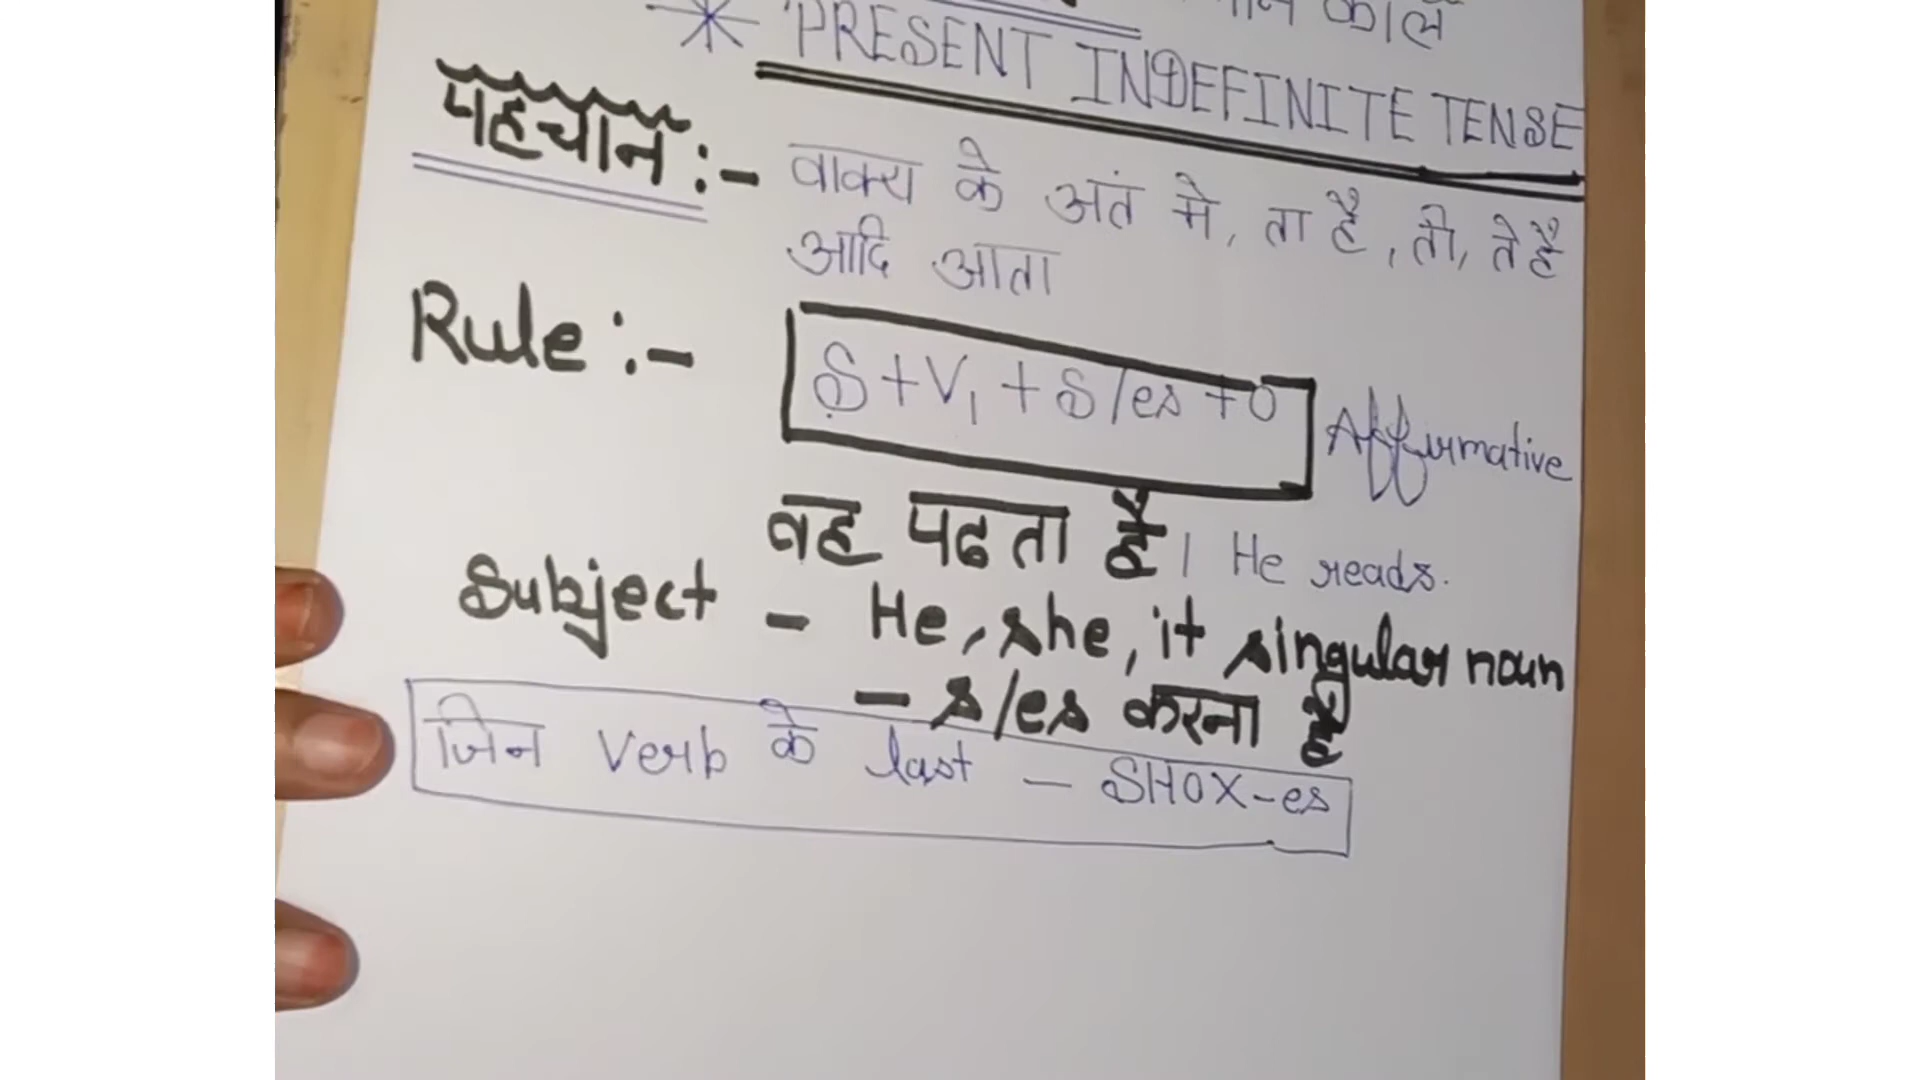 काल
* PRESENT INDEFINITE TENSE
पहचान :- वाक्य के अतं मे, ता है, ती, ते है
आदि आता
Rule :- S + V1 + S/es + O Affirmative
वह पढता है। He reads.
Subject - He, she, it singular noun
- s/es करना है
जिन Verb के last - SHOX-es